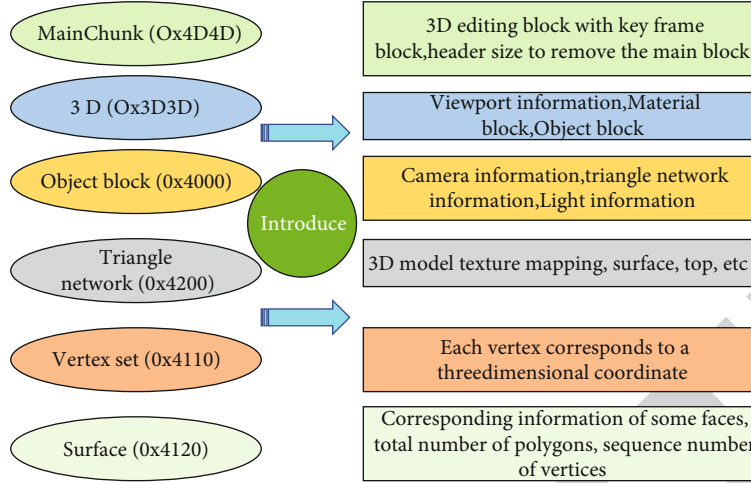 MainChunk (Ox4D4D)
3D editing block with key frame
block,header size to remove the main block
3 D (Ox3D3D)
Viewport information,Material
block,Object block
Object block (0x4000)
Camera information,triangle network
information,Light information
Introduce
Triangle
network (0x4200)
3D model texture mapping, surface, top, etc
Vertex set (0x4110)
Each vertex corresponds to a
threedimensional coordinate
Surface (0x4120)
Corresponding information of some faces,
total number of polygons, sequence number
of vertices